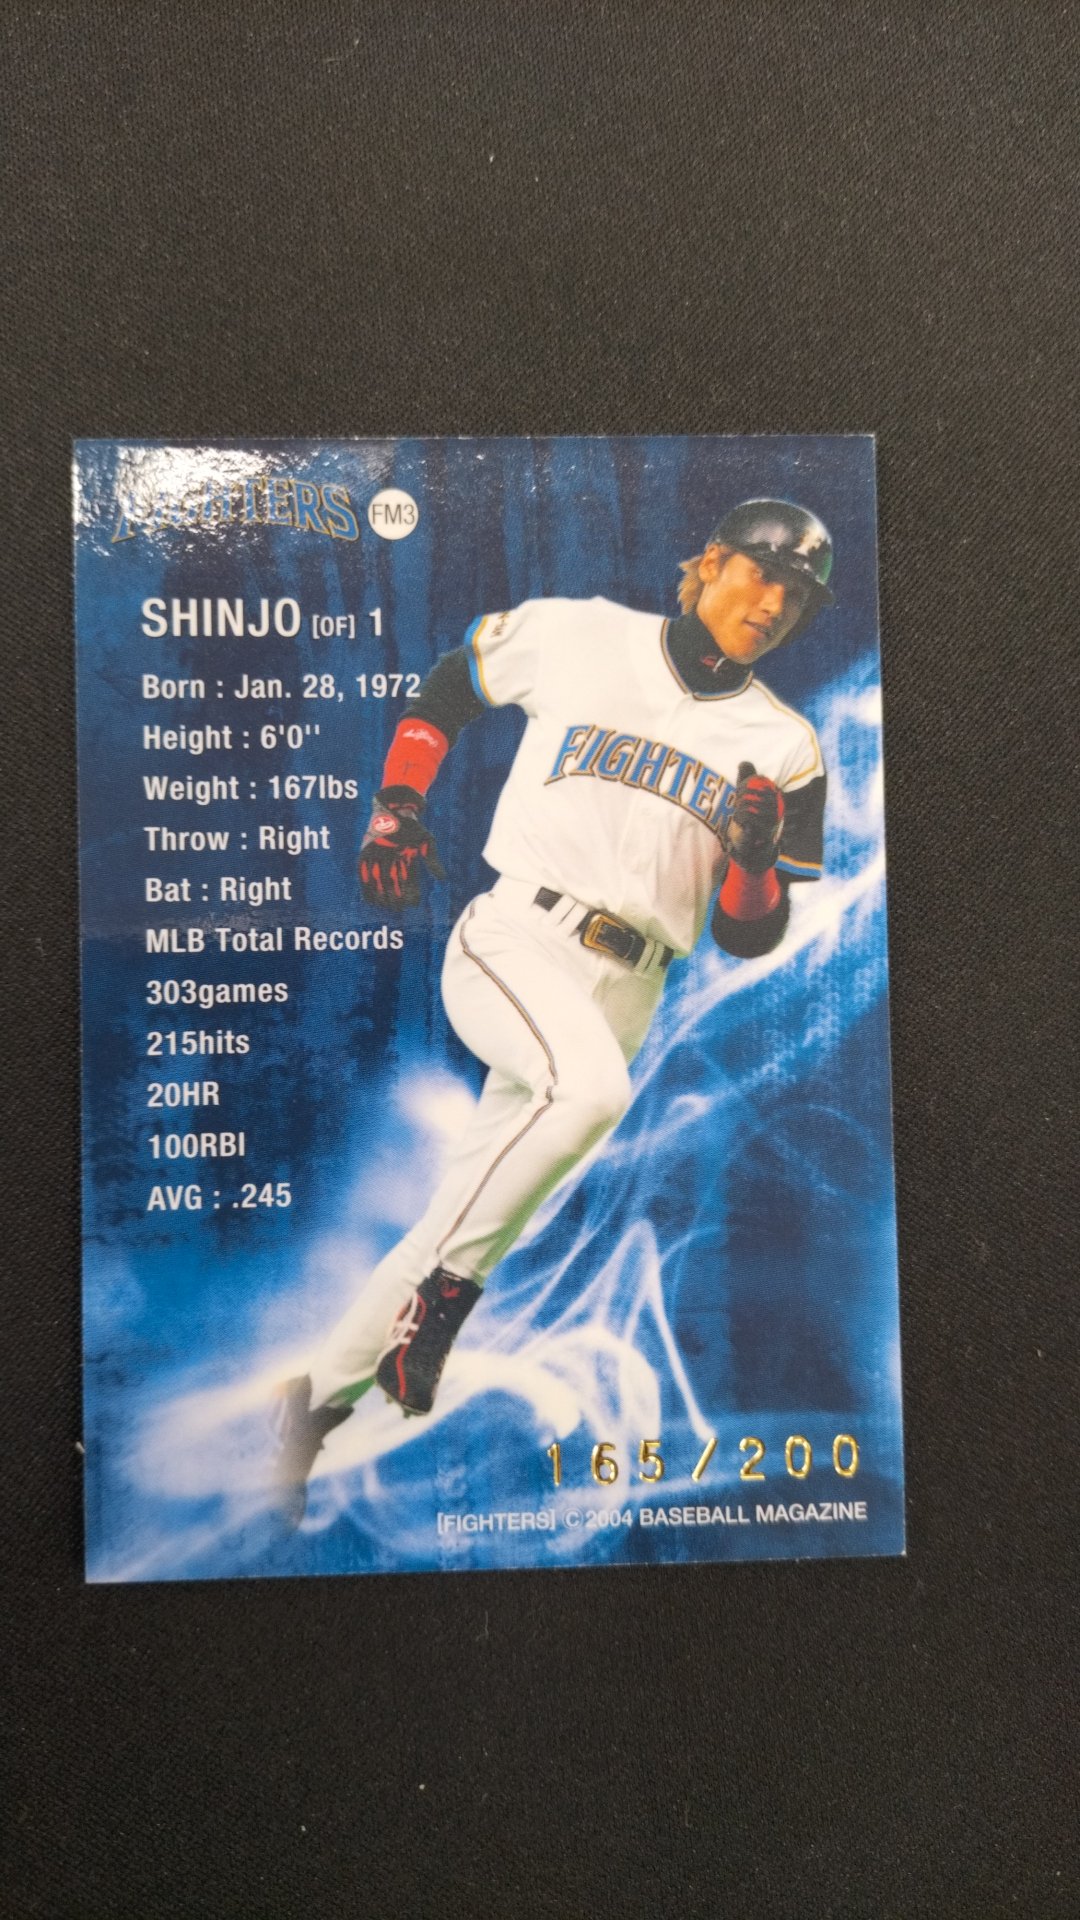 FIGHTERS FM3
SHINJO [OF] 1
Born : Jan. 28, 1972
Height : 6'0''
Weight : 167lbs
Throw : Right
Bat : Right
MLB Total Records
303games
215hits
20HR
100RBI
AVG : .245
FIGHTER
F
165/200
[FIGHTERS] © 2004 BASEBALL MAGAZINE